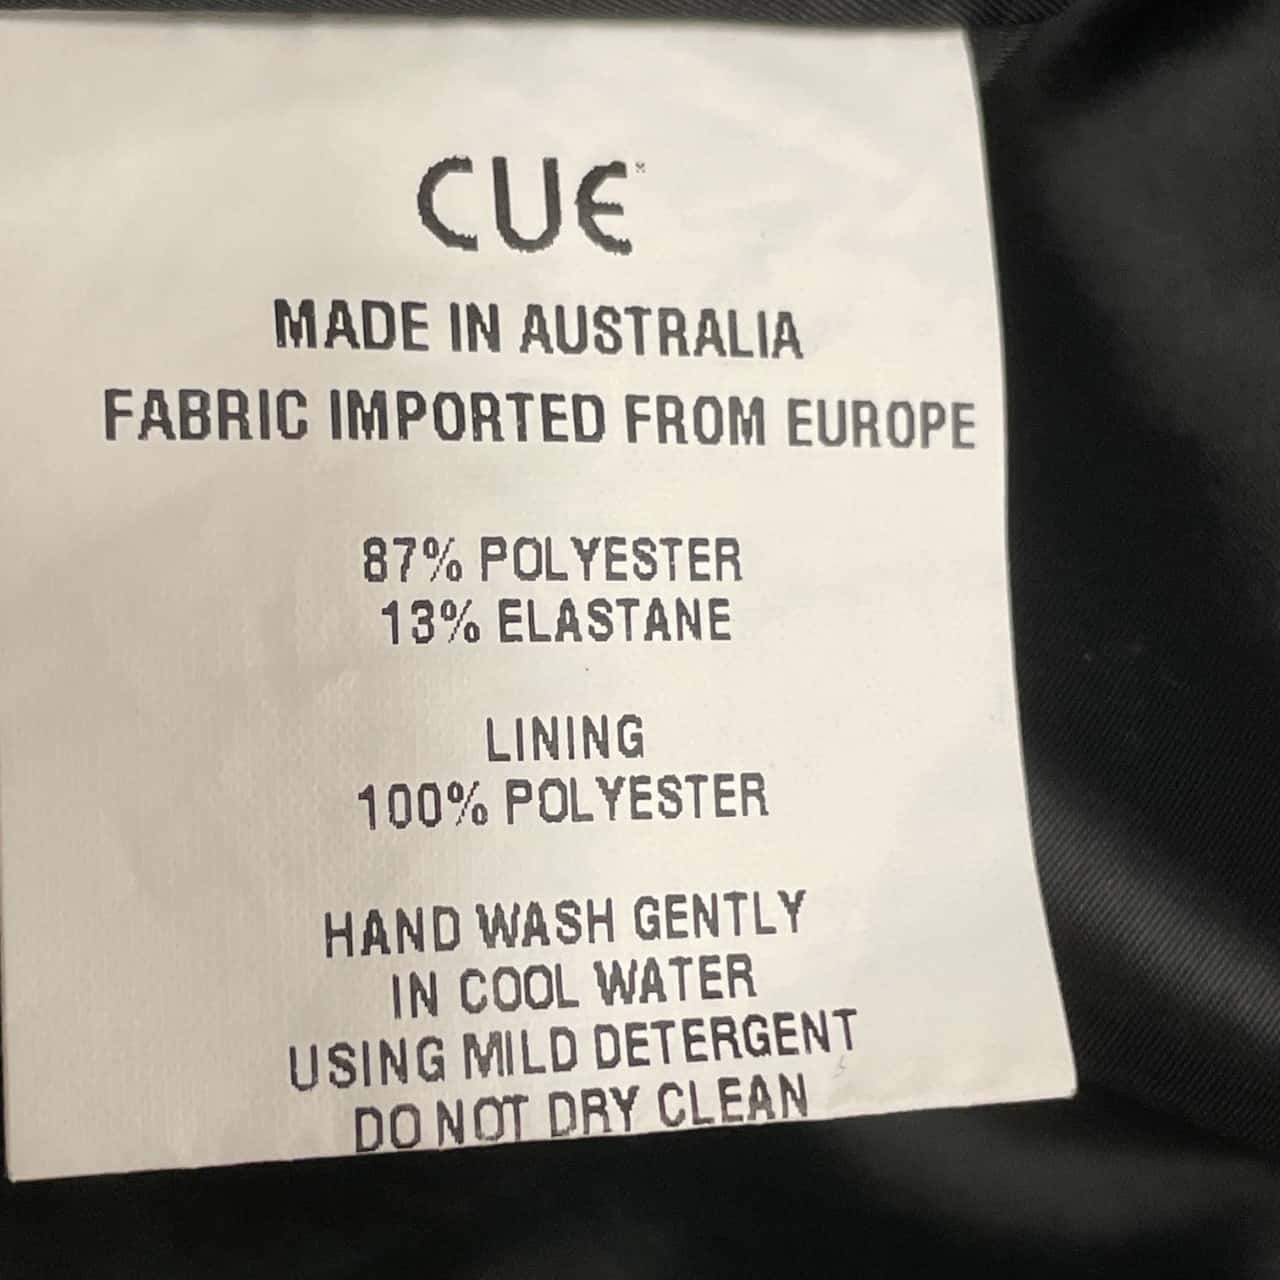 CUE
MADE IN AUSTRALIA
FABRIC IMPORTED FROM EUROPE
87% POLYESTER
13% ELASTANE
LINING
100% POLYESTER
HAND WASH GENTLY
IN COOL WATER
USING MILD DETERGENT
DO NOT DRY CLEAN